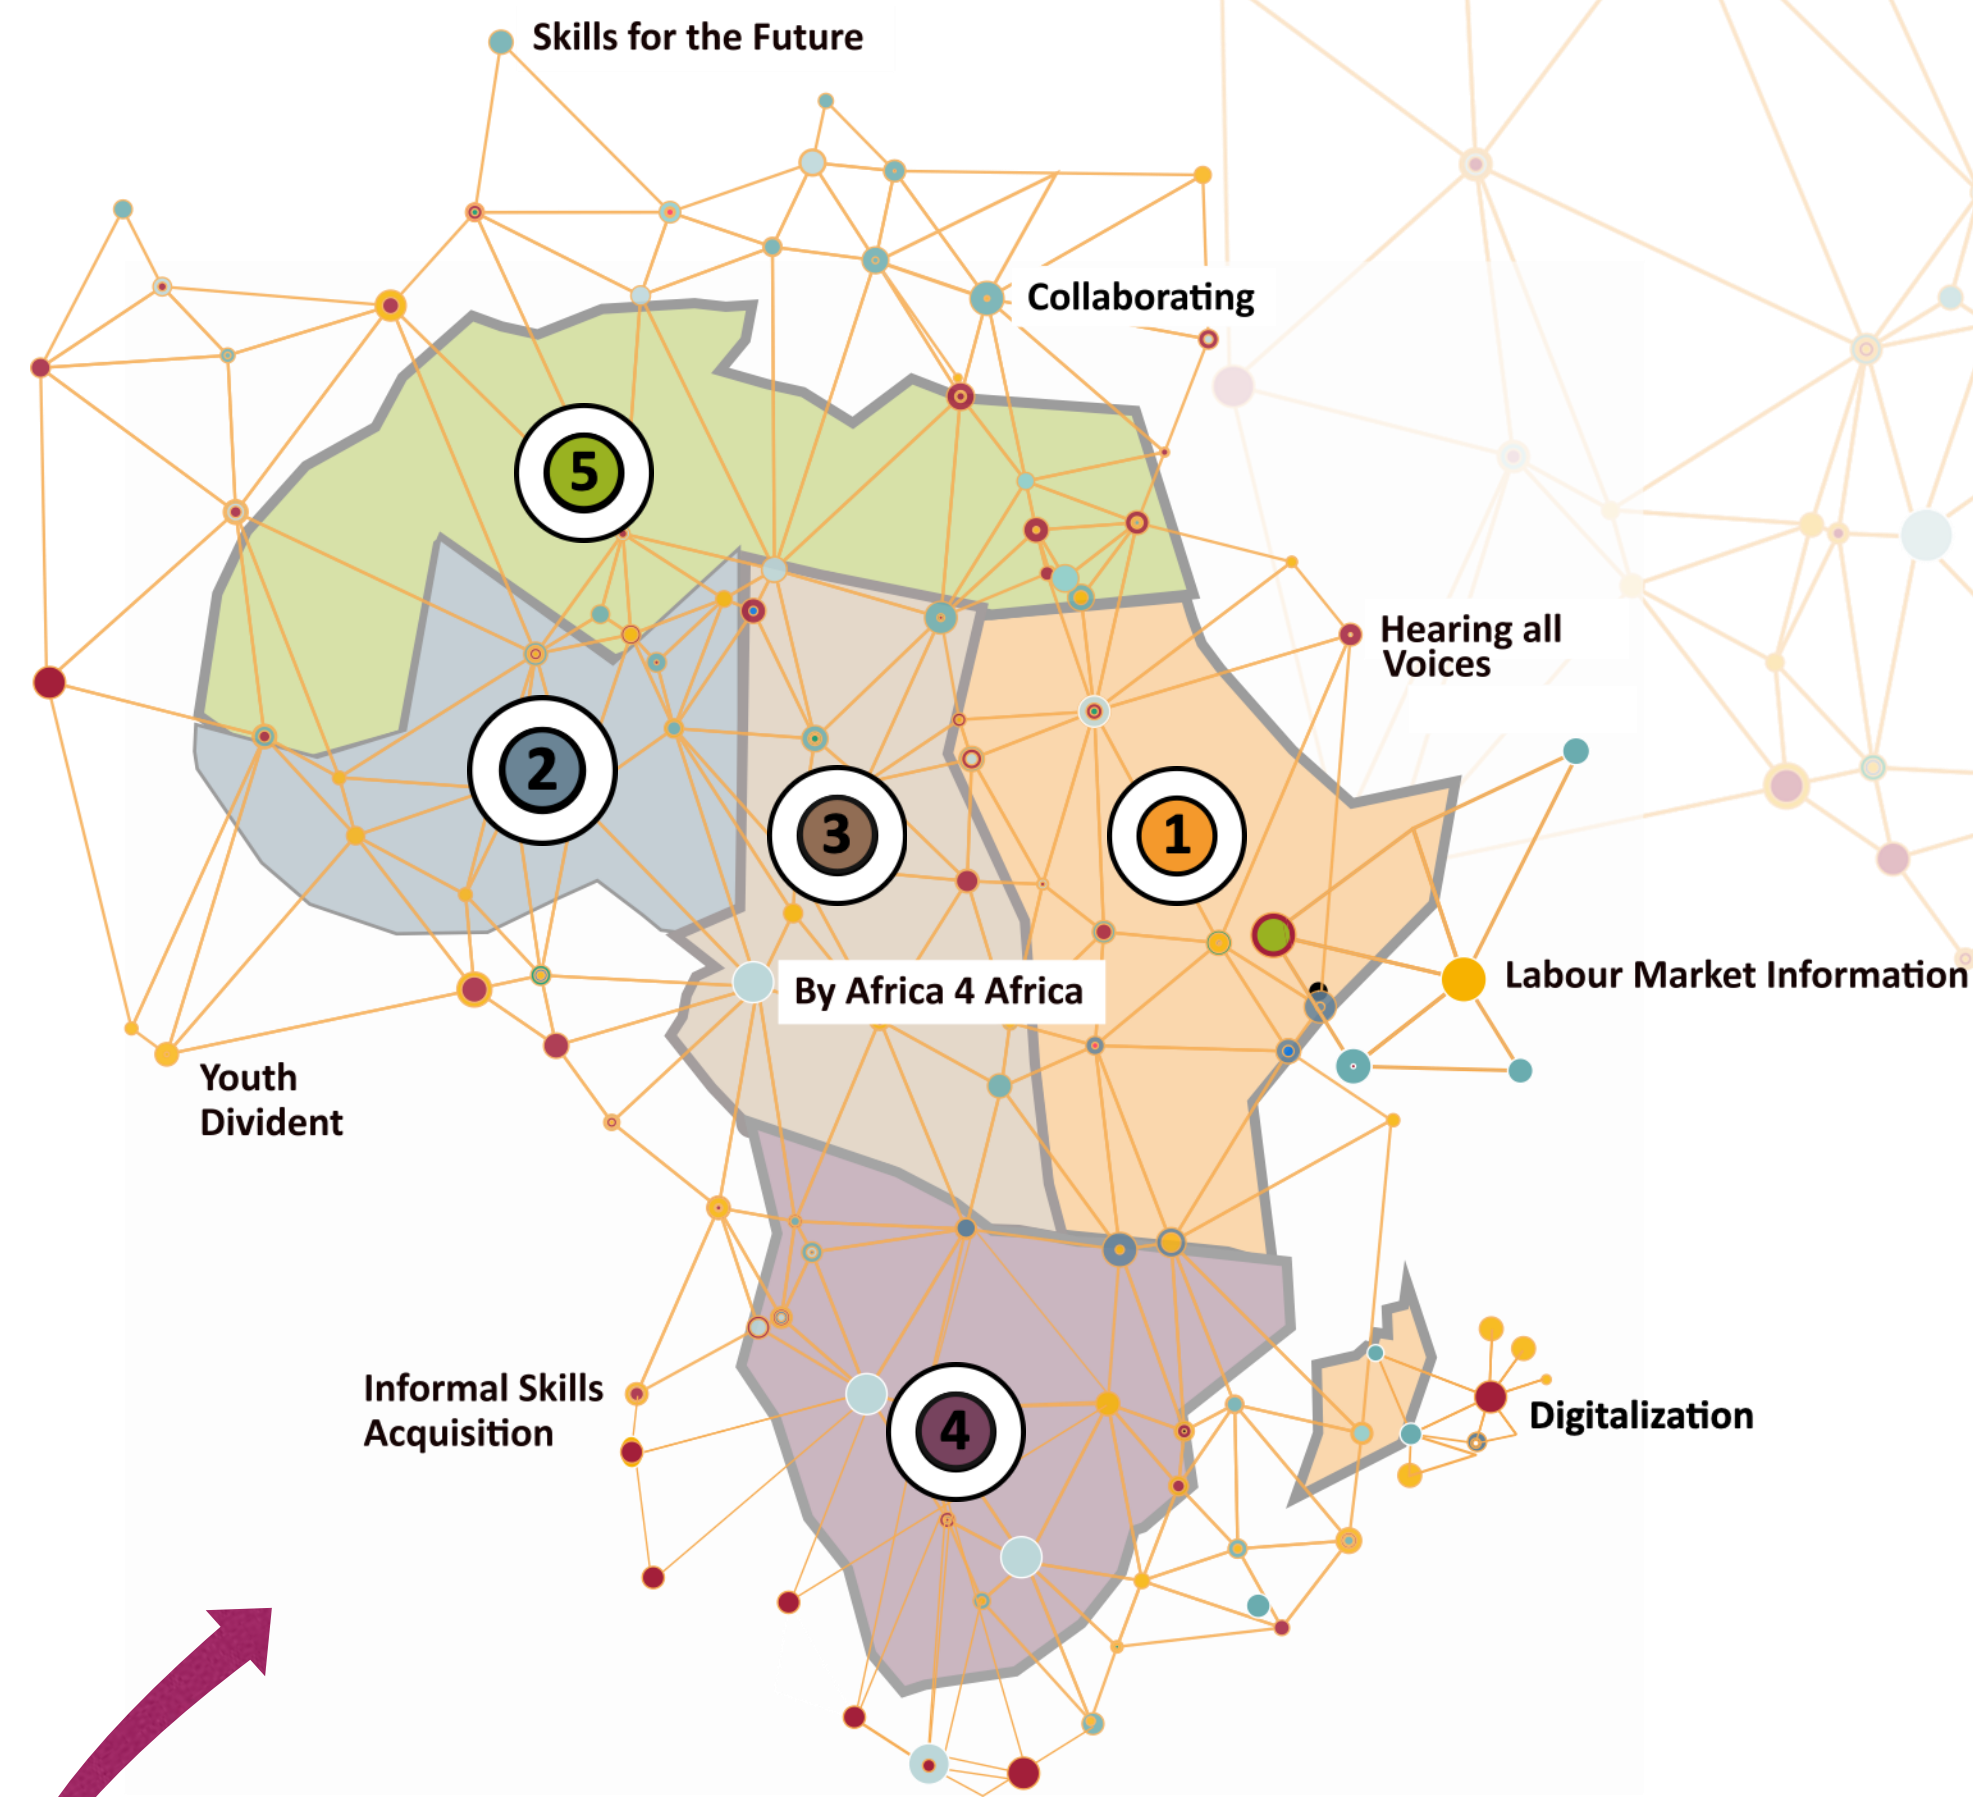 Skills for the Future
Collaborating
5
Hearing all
Voices
2
3
1
Labour Market Information
By Africa 4 Africa
Youth
Divident
Informal Skills
Acquisition
4
Digitalization